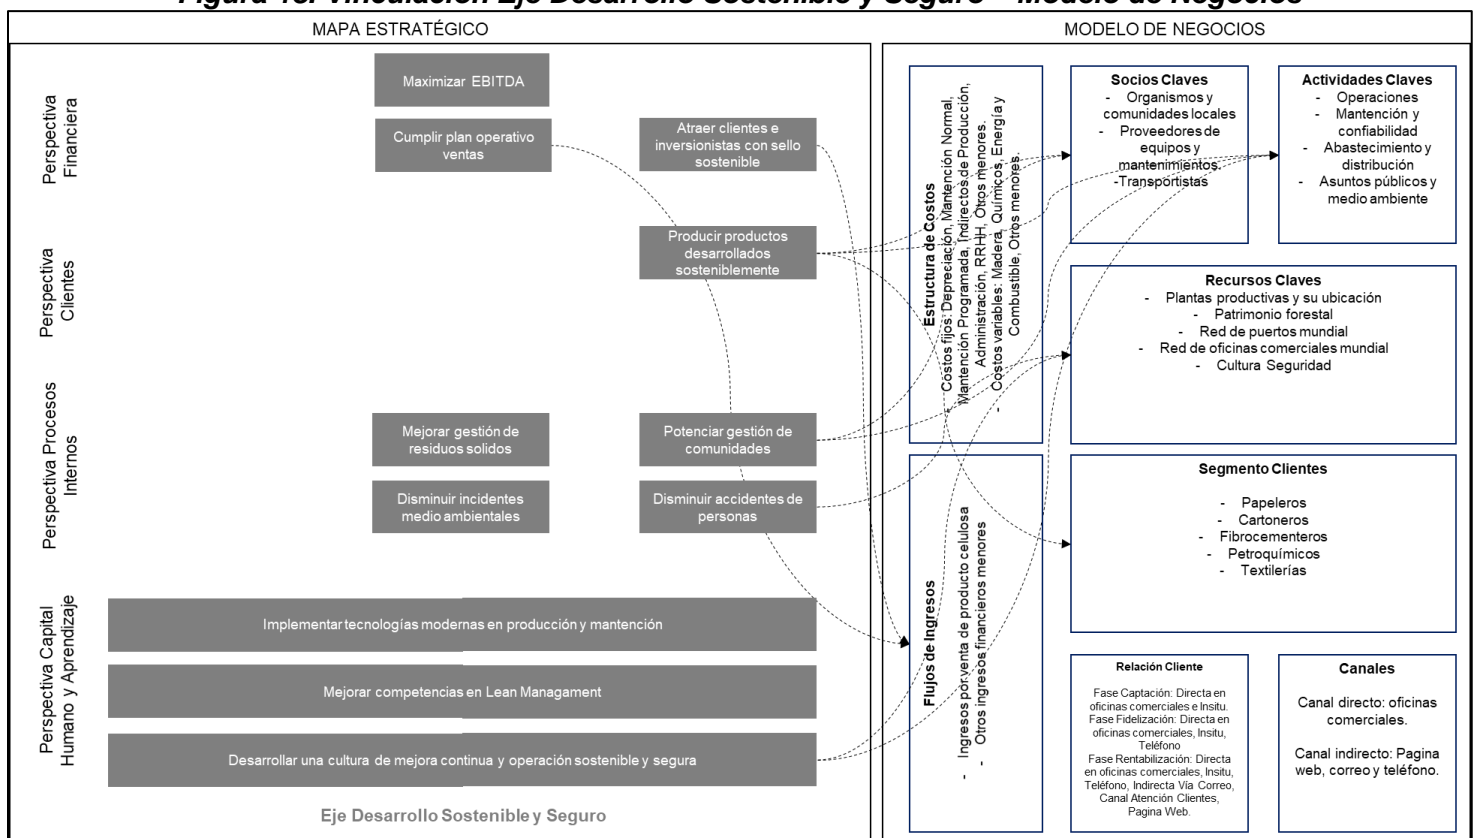 Figura 18. Vinculación Eje Desarrollo Sostenible y Seguro – Modelo de Negocios
MAPA ESTRATÉGICO
Perspectiva
Financiera
Maximizar EBITDA
Cumplir plan operativo
ventas
Atraer clientes e
inversionistas con sello
sostenible
Perspectiva
Clientes
Producir productos
desarrollados
sosteniblemente
Perspectiva Procesos
Internos
Mejorar gestión de
residuos solidos
Potenciar gestión de
comunidades
Disminuir incidentes
medio ambientales
Disminuir accidentes de
personas
Perspectiva Capital
Humano y Aprendizaje
Implementar tecnologías modernas en producción y mantención
Mejorar competencias en Lean Managament
Desarrollar una cultura de mejora continua y operación sostenible y segura
Eje Desarrollo Sostenible y Seguro
MODELO DE NEGOCIOS
Estructura de Costos
- Costos fijos: Depreciación, Mantención Normal,
Mantención Programada, Indirectos de Producción,
Administración, RRHH, Otros menores.
- Costos variables: Madera, Químicos, Energía y
Combustible, Otros menores.
Flujos de Ingresos
- Ingresos por venta de producto celulosa
- Otros ingresos financieros menores
Socios Claves
- Organismos y
comunidades locales
- Proveedores de
equipos y
mantenimientos.
-Transportistas
Actividades Claves
- Operaciones
- Mantención y
confiabilidad
- Abastecimiento y
distribución
- Asuntos públicos y
medio ambiente
Recursos Claves
- Plantas productivas y su ubicación
- Patrimonio forestal
- Red de puertos mundial
- Red de oficinas comerciales mundial
- Cultura Seguridad
Segmento Clientes
- Papeleros
- Cartoneros
- Fibrocementeros
- Petroquímicos
- Textilerías
Relación Cliente
Fase Captación: Directa en
oficinas comerciales e Insitu.
Fase Fidelización: Directa en
oficinas comerciales, Insitu,
Teléfono
Fase Rentabilización: Directa
en oficinas comerciales, Insitu,
Teléfono, Indirecta Vía Correo,
Canal Atención Clientes,
Pagina Web.
Canales
Canal directo: oficinas
comerciales.
Canal indirecto: Pagina
web, correo y teléfono.